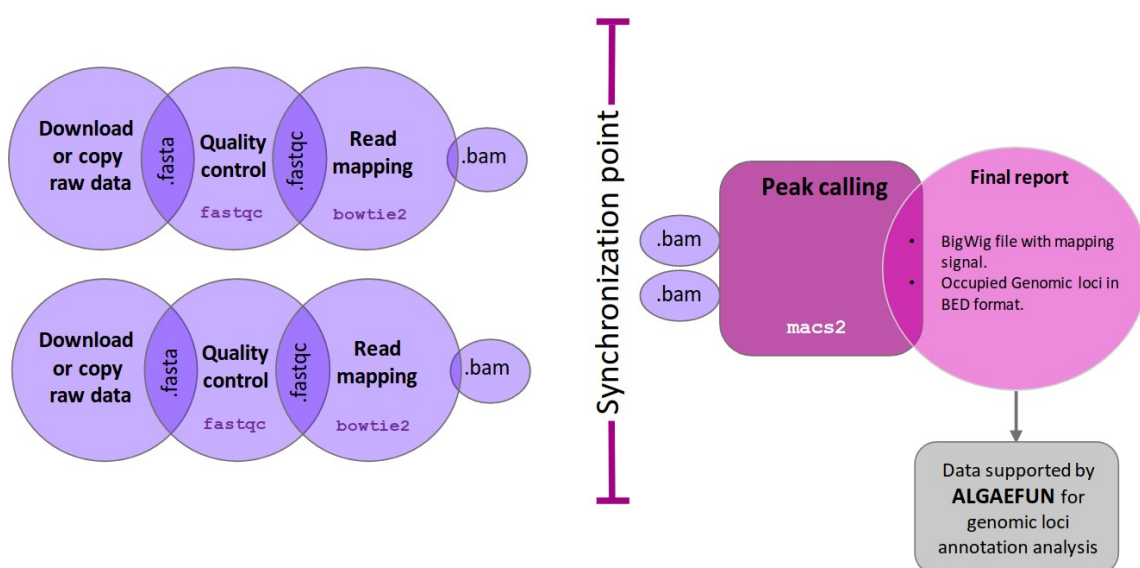 Download
or copy
raw data
.fasta
Quality
control
fastqc
.fastqc
Read
mapping
bowtie2
.bam
Download
or copy
raw data
.fasta
Quality
control
fastqc
.fastqc
Read
mapping
bowtie2
.bam
Synchronization point
.bam
.bam
Peak calling
macs2
Final report
• BigWig file with mapping
signal.
• Occupied Genomic loci in
BED format.
Data supported by
ALGAEFUN for
genomic loci
annotation analysis